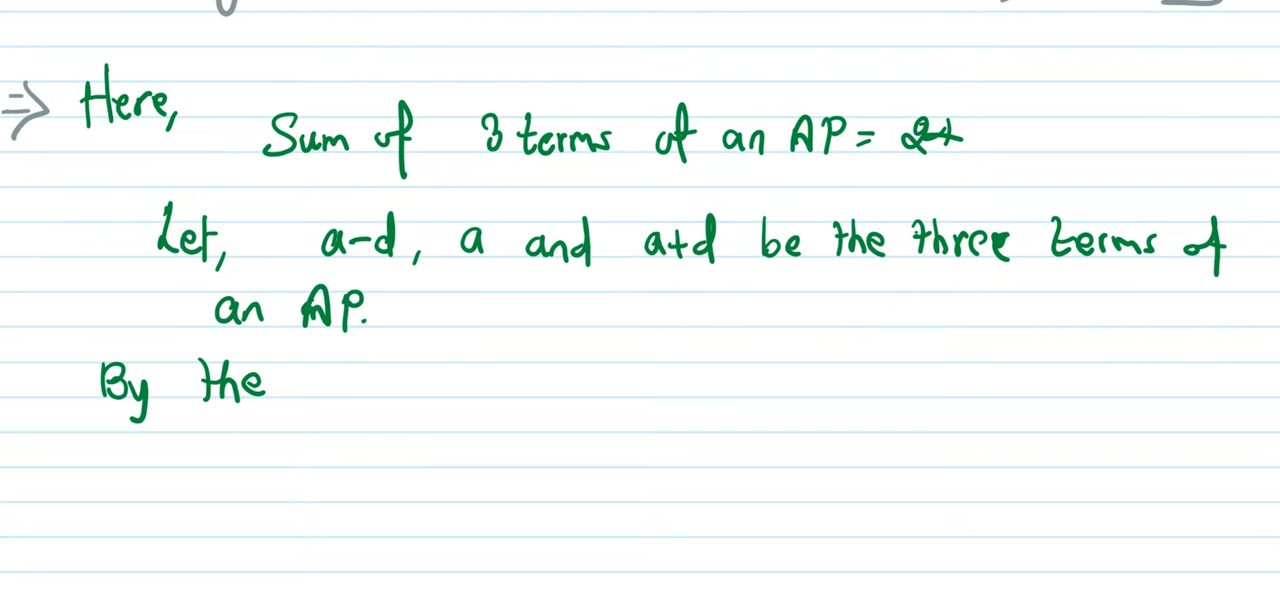 ⇒ Here,
Sum of 3 terms of an AP = 24
Let, a-d, a and a+d be the three terms of
an AP.
By the